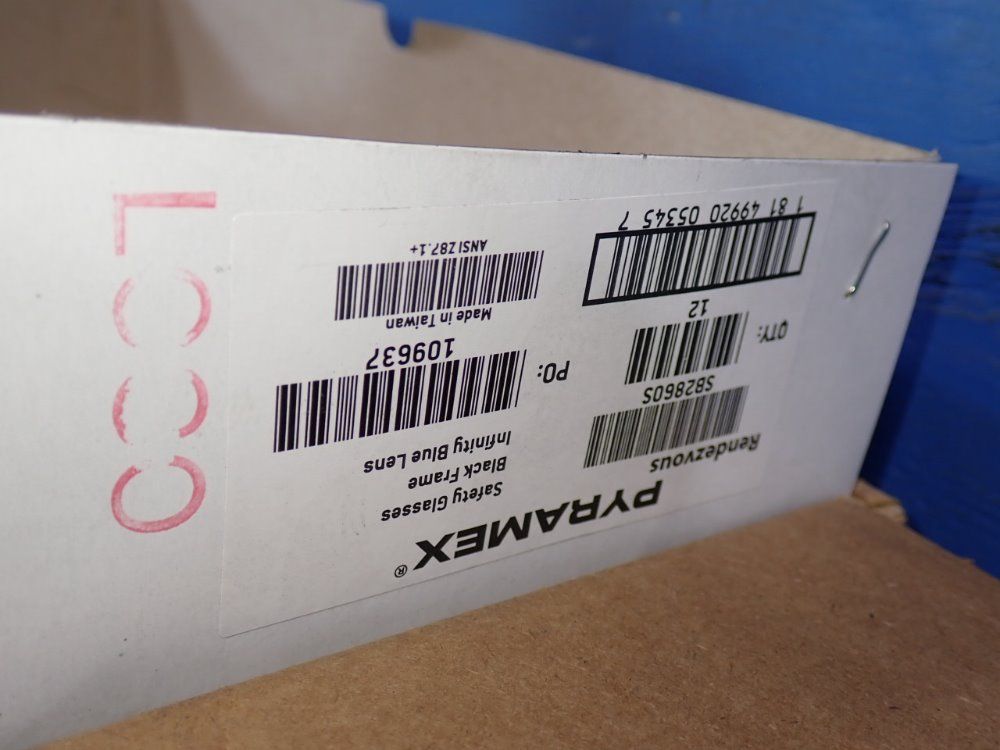 PYRAMEX®
Rendezvous
Safety Glasses
Black Frame
Infinity Blue Lens
SB2860S
QTY: 12
PO: 109637
Made in Taiwan
ANSI Z87.1+
1 81 49920 05345 7